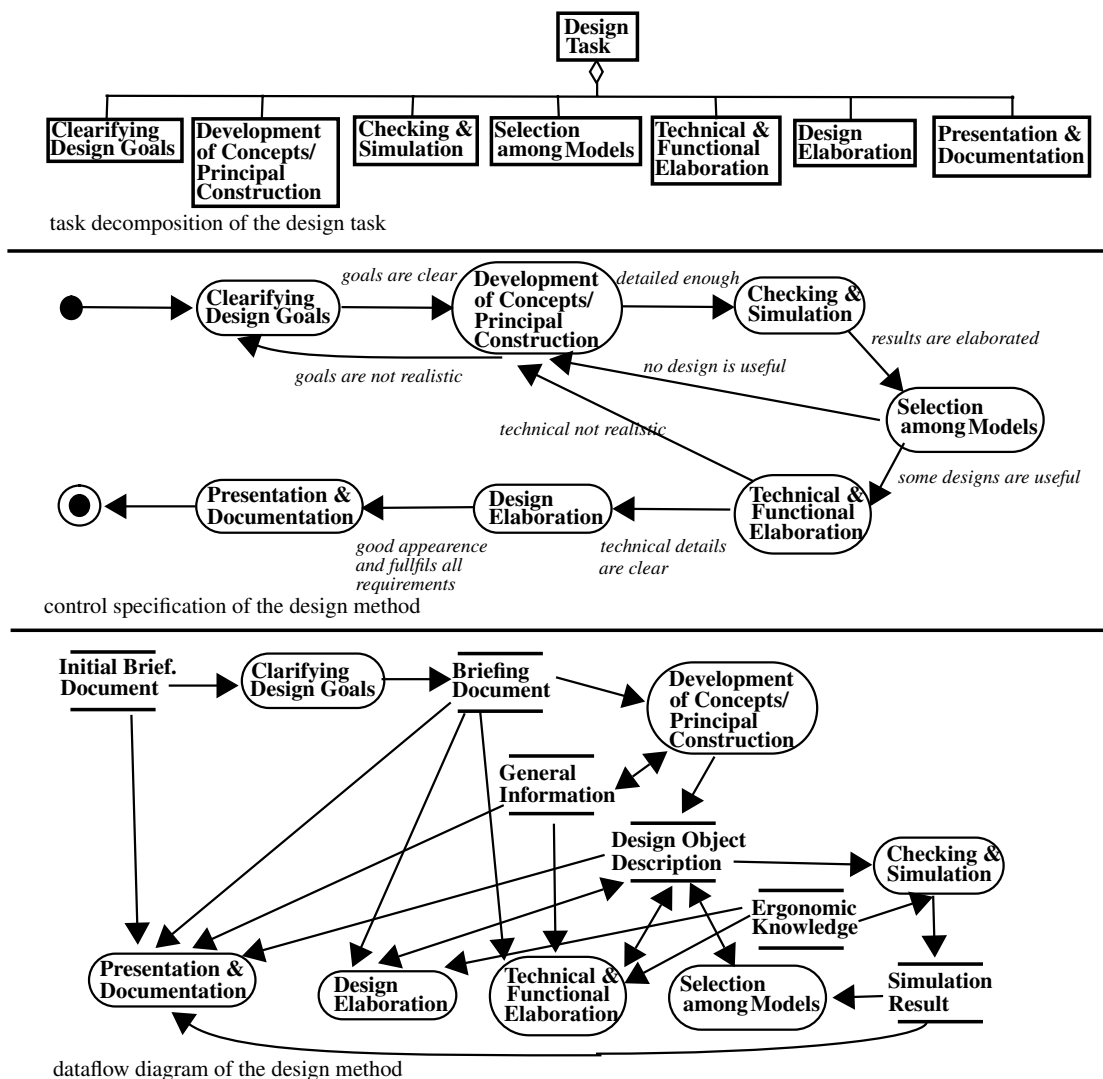 Design
Task
Clearifying
Design Goals
Development
of Concepts/
Principal
Construction
Checking &
Simulation
Selection
among Models
Technical &
Functional
Elaboration
Design
Elaboration
Presentation &
Documentation
task decomposition of the design task
Clearifying
Design Goals
goals are clear
Development
of Concepts/
Principal
Construction
detailed enough
Checking &
Simulation
results are elaborated
goals are not realistic
no design is useful
Selection
among Models
technical not realistic
some designs are useful
Presentation &
Documentation
Design
Elaboration
Technical &
Functional
Elaboration
good appearence
and fullfils all
requirements
technical details
are clear
control specification of the design method
Initial Brief.
Document
Clarifying
Design Goals
Briefing
Document
Development
of Concepts/
Principal
Construction
General
Information
Design Object
Description
Checking &
Simulation
Ergonomic
Knowledge
Presentation &
Documentation
Design
Elaboration
Technical &
Functional
Elaboration
Selection
among Models
Simulation
Result
dataflow diagram of the design method